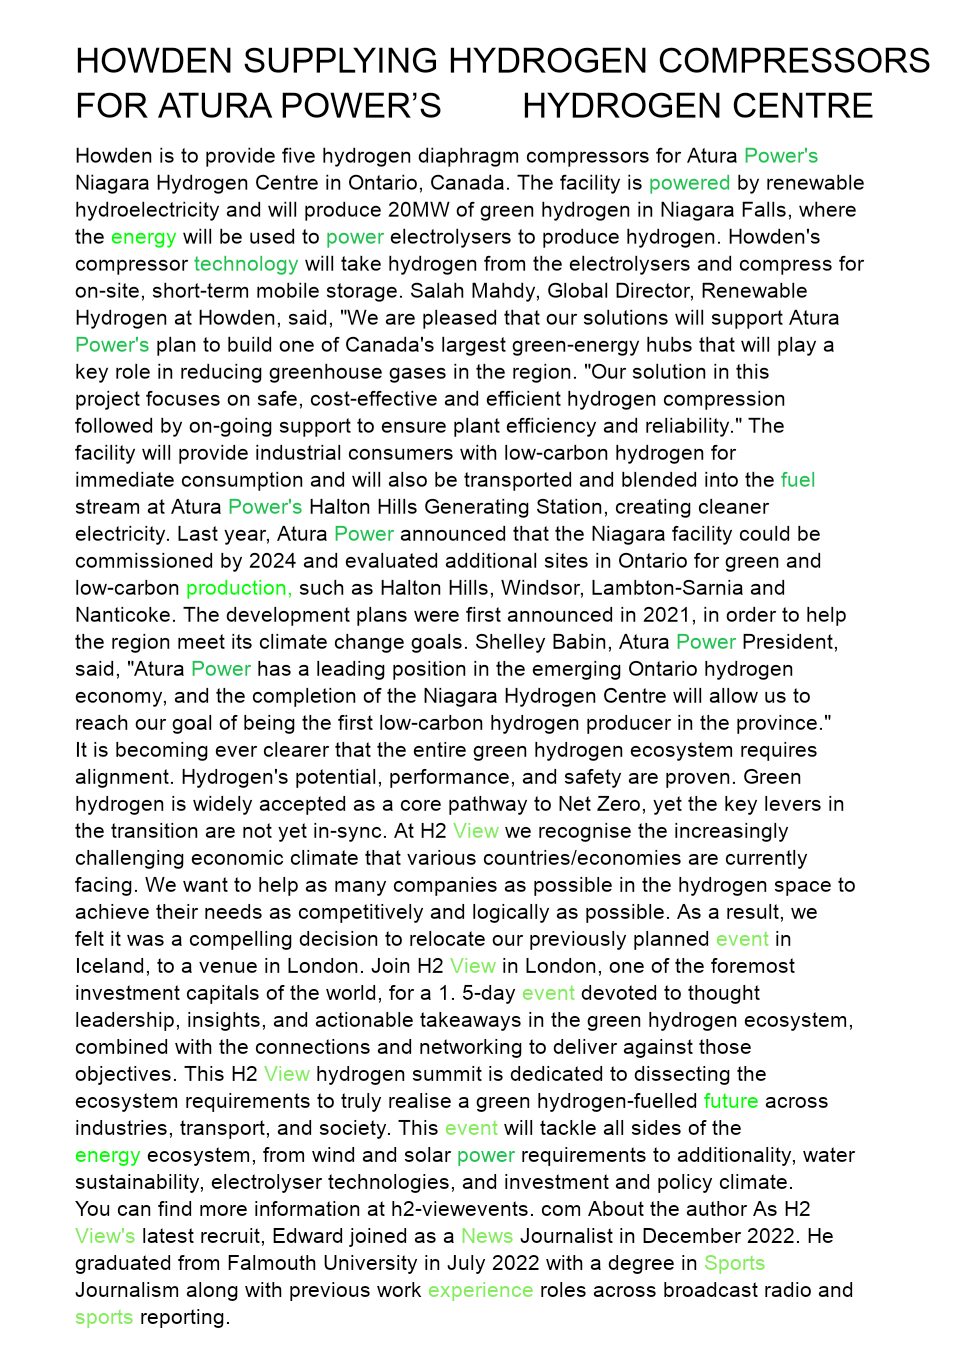 HOWDEN SUPPLYING HYDROGEN COMPRESSORS
FOR ATURA POWER’S HYDROGEN CENTRE
Howden is to provide five hydrogen diaphragm compressors for Atura Power's
Niagara Hydrogen Centre in Ontario, Canada. The facility is powered by renewable
hydroelectricity and will produce 20MW of green hydrogen in Niagara Falls, where
the energy will be used to power electrolysers to produce hydrogen. Howden's
compressor technology will take hydrogen from the electrolysers and compress for
on-site, short-term mobile storage. Salah Mahdy, Global Director, Renewable
Hydrogen at Howden, said, "We are pleased that our solutions will support Atura
Power's plan to build one of Canada's largest green-energy hubs that will play a
key role in reducing greenhouse gases in the region. "Our solution in this
project focuses on safe, cost-effective and efficient hydrogen compression
followed by on-going support to ensure plant efficiency and reliability." The
facility will provide industrial consumers with low-carbon hydrogen for
immediate consumption and will also be transported and blended into the fuel
stream at Atura Power's Halton Hills Generating Station, creating cleaner
electricity. Last year, Atura Power announced that the Niagara facility could be
commissioned by 2024 and evaluated additional sites in Ontario for green and
low-carbon production, such as Halton Hills, Windsor, Lambton-Sarnia and
Nanticoke. The development plans were first announced in 2021, in order to help
the region meet its climate change goals. Shelley Babin, Atura Power President,
said, "Atura Power has a leading position in the emerging Ontario hydrogen
economy, and the completion of the Niagara Hydrogen Centre will allow us to
reach our goal of being the first low-carbon hydrogen producer in the province."
It is becoming ever clearer that the entire green hydrogen ecosystem requires
alignment. Hydrogen's potential, performance, and safety are proven. Green
hydrogen is widely accepted as a core pathway to Net Zero, yet the key levers in
the transition are not yet in-sync. At H2 View we recognise the increasingly
challenging economic climate that various countries/economies are currently
facing. We want to help as many companies as possible in the hydrogen space to
achieve their needs as competitively and logically as possible. As a result, we
felt it was a compelling decision to relocate our previously planned event in
Iceland, to a venue in London. Join H2 View in London, one of the foremost
investment capitals of the world, for a 1. 5-day event devoted to thought
leadership, insights, and actionable takeaways in the green hydrogen ecosystem,
combined with the connections and networking to deliver against those
objectives. This H2 View hydrogen summit is dedicated to dissecting the
ecosystem requirements to truly realise a green hydrogen-fuelled future across
industries, transport, and society. This event will tackle all sides of the
energy ecosystem, from wind and solar power requirements to additionality, water
sustainability, electrolyser technologies, and investment and policy climate.
You can find more information at h2-viewevents. com About the author As H2
View's latest recruit, Edward joined as a News Journalist in December 2022. He
graduated from Falmouth University in July 2022 with a degree in Sports
Journalism along with previous work experience roles across broadcast radio and
sports reporting.